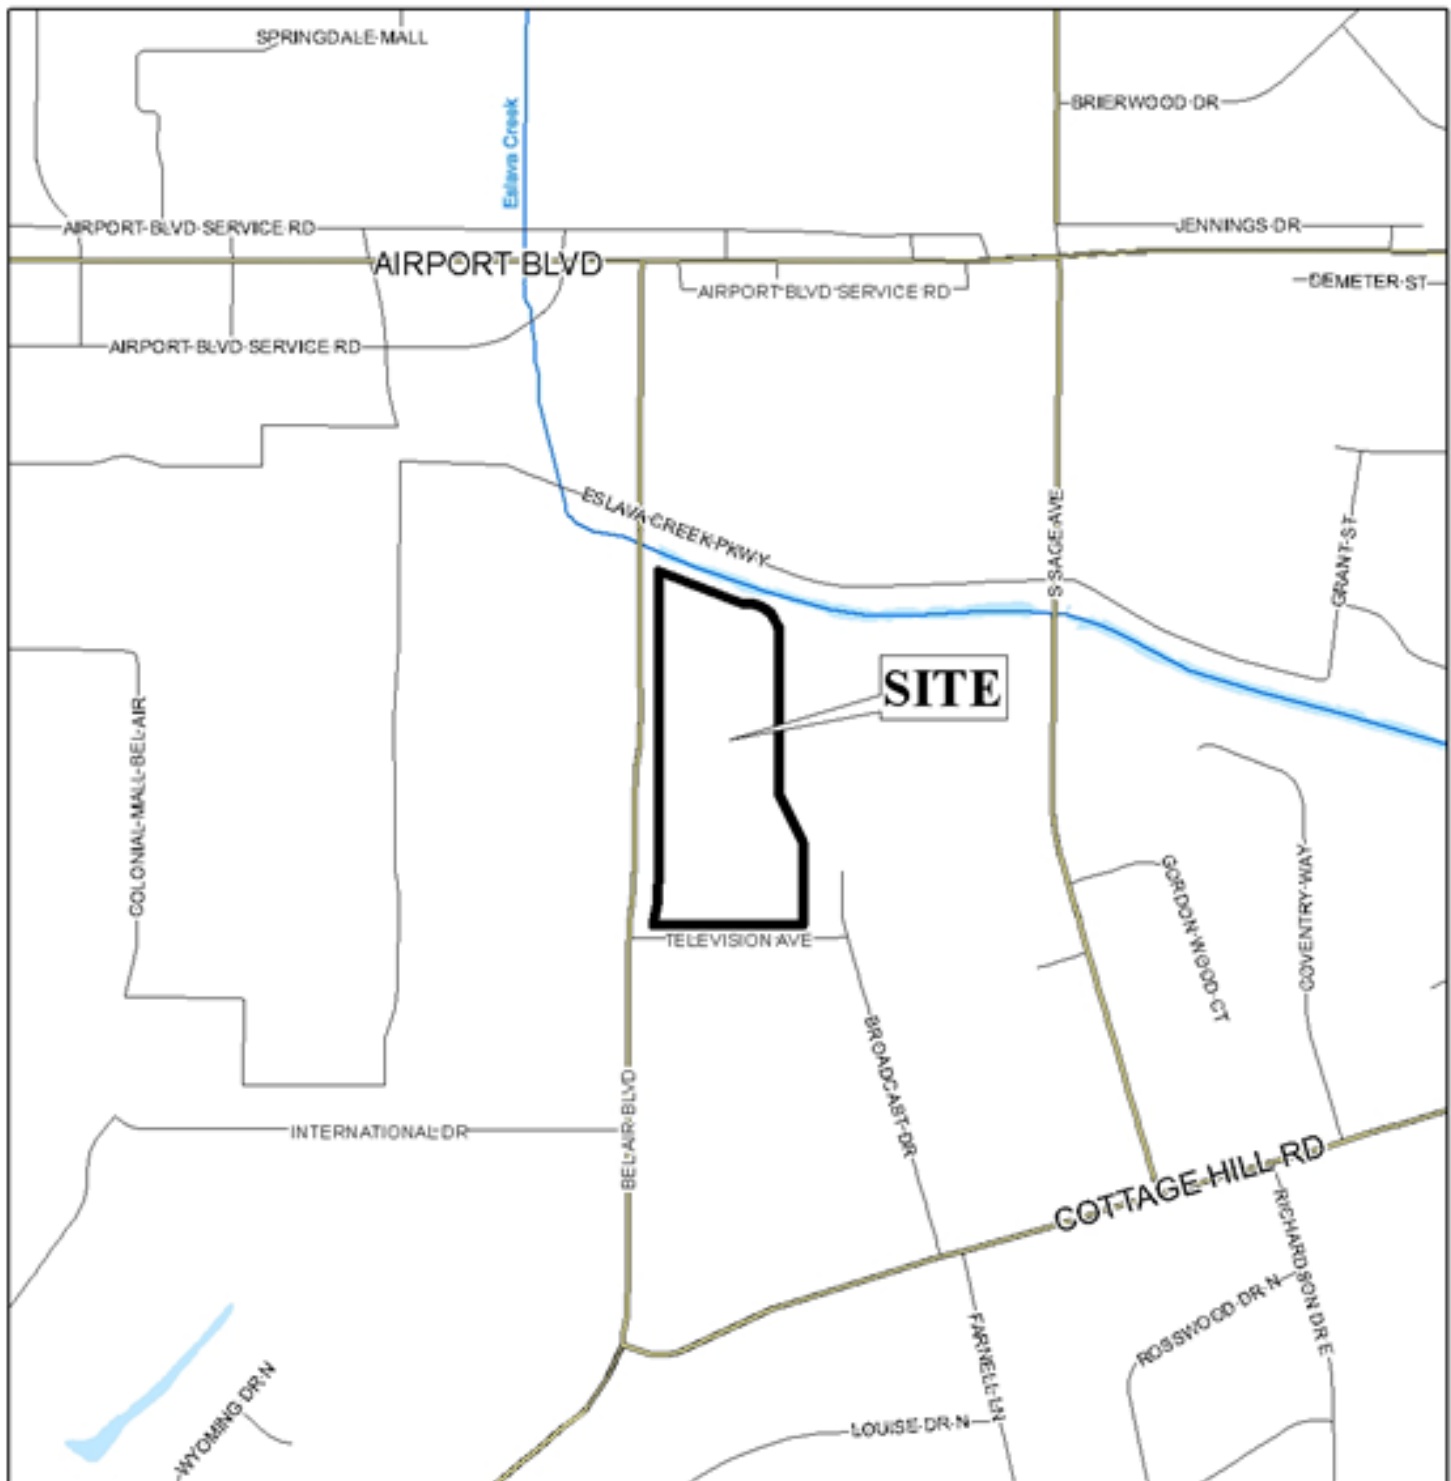 SPRINGDALE MALL
Eslava Creek
BRIERWOOD DR
AIRPORT BLVD SERVICE RD
JENNINGS DR
AIRPORT BLVD
DEMETER ST
AIRPORT BLVD SERVICE RD
AIRPORT BLVD SERVICE RD
ESLAVA CREEK PKWY
S SAGE AVE
GRANT ST
SITE
COLONIAL MALL BEL AIR
GORDON WOOD CT
COVENTRY WAY
TELEVISION AVE
BROADCAST DR
BEL AIR BLVD
INTERNATIONAL DR
COTTAGE HILL RD
RICHARDSON DR E
ROSSWOOD DR N
FARNELL LN
WYOMING DR N
LOUISE DR N